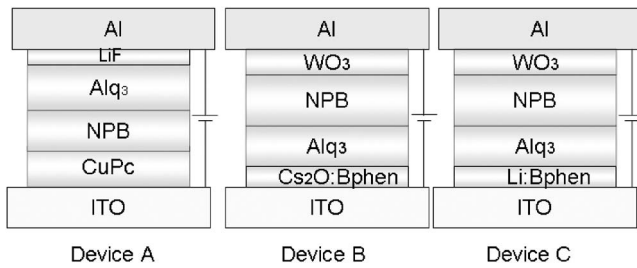 Al
LiF
Alq3
NPB
CuPc
ITO
Device A
Al
WO3
NPB
Alq3
Cs2O:Bphen
ITO
Device B
Al
WO3
NPB
Alq3
Li:Bphen
ITO
Device C